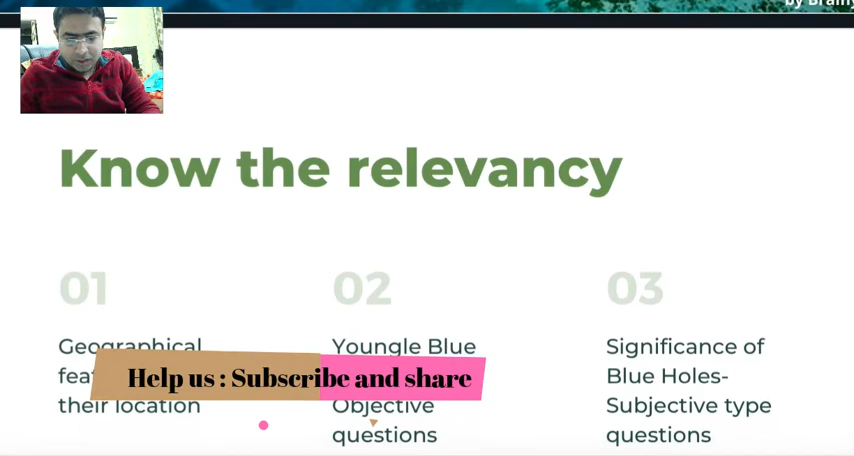 by Brainy
Know the relevancy
01
Geographical
their location
02
Youngle Blue
Objective
questions
03
Significance of
Blue Holes-
Subjective type
questions
Help us : Subscribe and share